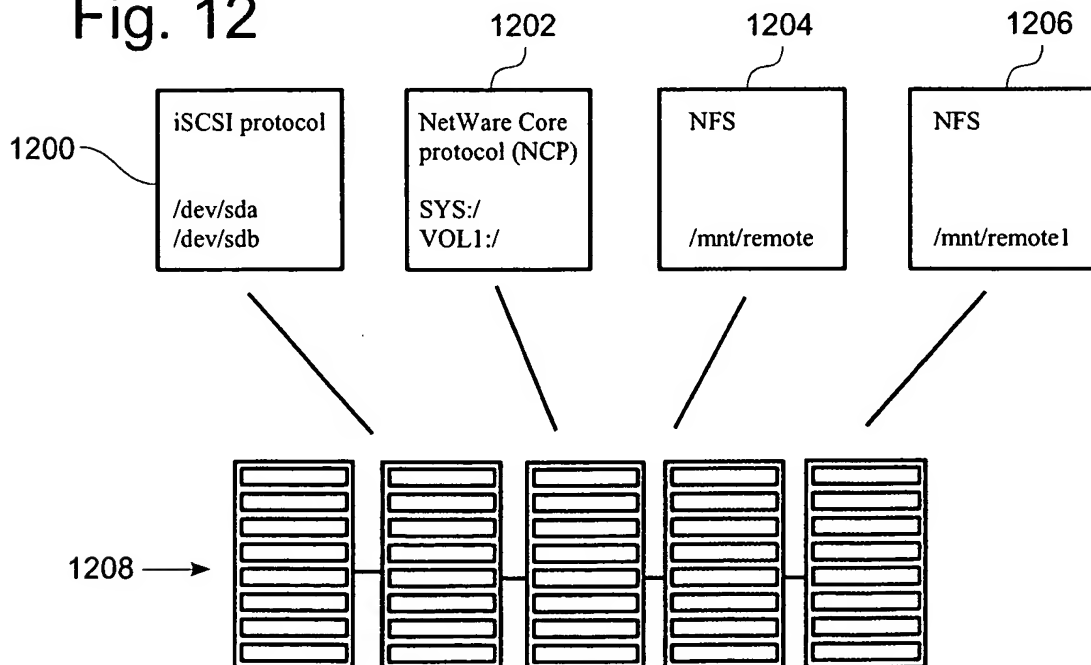 Fig. 12
1202
1204
1206
1200
iSCSI protocol
/dev/sda
/dev/sdb
NetWare Core
protocol (NCP)
SYS:/
VOL1:/
NFS
/mnt/remote
NFS
/mnt/remote1
1208